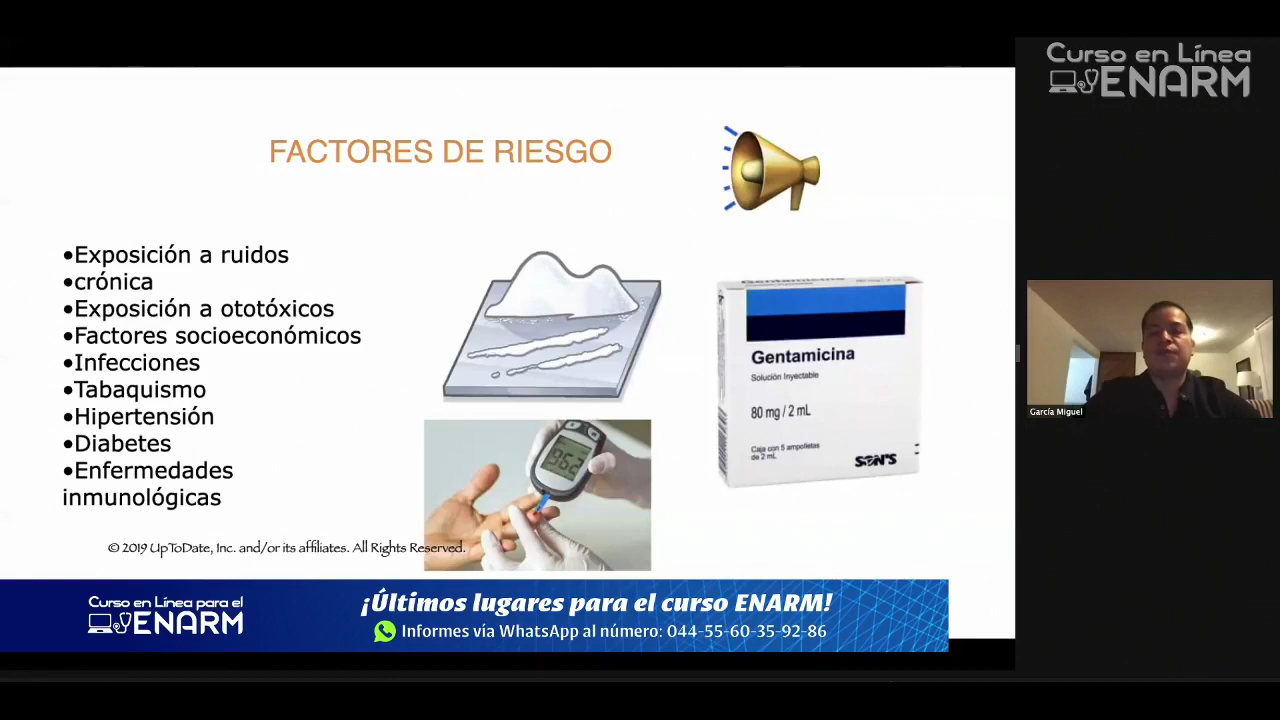 Curso en Línea
ENARM
FACTORES DE RIESGO
•Exposición a ruidos
•crónica
•Exposición a ototóxicos
•Factores socioeconómicos
•Infecciones
•Tabaquismo
•Hipertensión
•Diabetes
•Enfermedades
inmunológicas
Gentamicina
Gentamicina
Solución Inyectable
80 mg / 2 mL
Caja con 5 ampolletas
de 2 mL
SON'S
García Miguel
© 2019 UpToDate, Inc. and/or its affiliates. All Rights Reserved.
Curso en Línea para el
ENARM
¡Últimos lugares para el curso ENARM!
Informes vía WhatsApp al número: 044-55-60-35-92-86